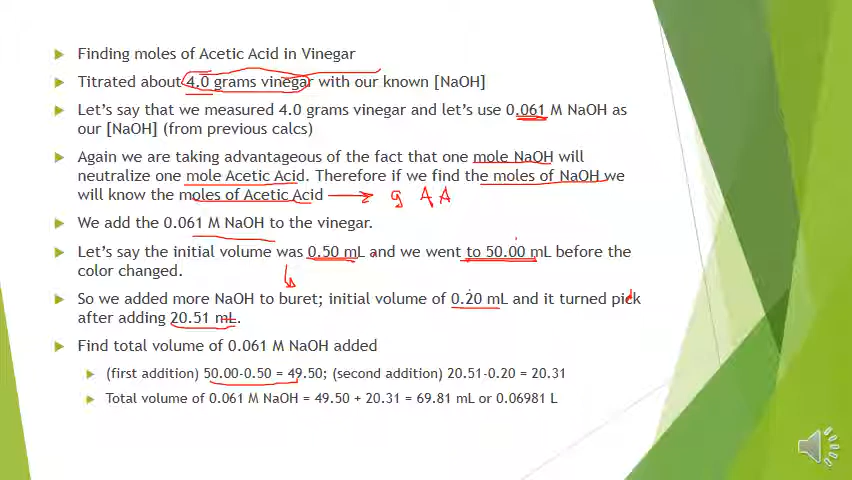 Finding moles of Acetic Acid in Vinegar
Titrated about 4.0 grams vinegar with our known [NaOH]
Let's say that we measured 4.0 grams vinegar and let's use 0.061 M NaOH as
our [NaOH] (from previous calcs)
Again we are taking advantageous of the fact that one mole NaOH will
neutralize one mole Acetic Acid. Therefore if we find the moles of NaOH we
will know the moles of Acetic Acid → g AA
We add the 0.061 M NaOH to the vinegar.
Let's say the initial volume was 0.50 mL and we went to 50.00 mL before the
color changed.
So we added more NaOH to buret; initial volume of 0.20 mL and it turned pick
after adding 20.51 mL.
Find total volume of 0.061 M NaOH added
(first addition) 50.00-0.50 = 49.50; (second addition) 20.51-0.20 = 20.31
Total volume of 0.061 M NaOH = 49.50 + 20.31 = 69.81 mL or 0.06981 L